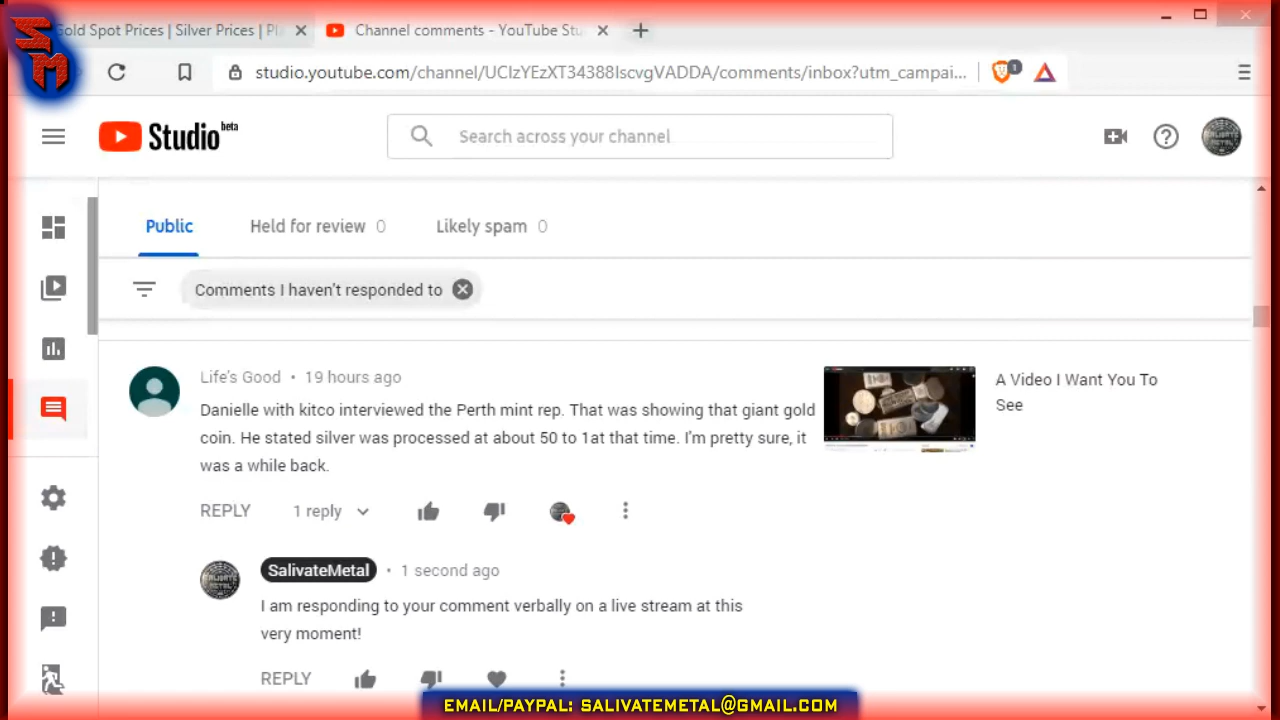 SM
Gold Spot Prices | Silver Prices | Pl
Channel comments - YouTube Stu
studio.youtube.com/channel/UCIzYEzXT34388IscvgVADDA/comments/inbox?utm_campai...
1
Studio beta
Search across your channel
Public
Held for review 0
Likely spam 0
Comments I haven't responded to
Life's Good • 19 hours ago
Danielle with kitco interviewed the Perth mint rep. That was showing that giant gold
coin. He stated silver was processed at about 50 to 1at that time. I'm pretty sure, it
was a while back.
A Video I Want You To
See
REPLY
1 reply
SalivateMetal • 1 second ago
I am responding to your comment verbally on a live stream at this
very moment!
REPLY
EMAIL/PAYPAL: SALIVATEMETAL@GMAIL.COM